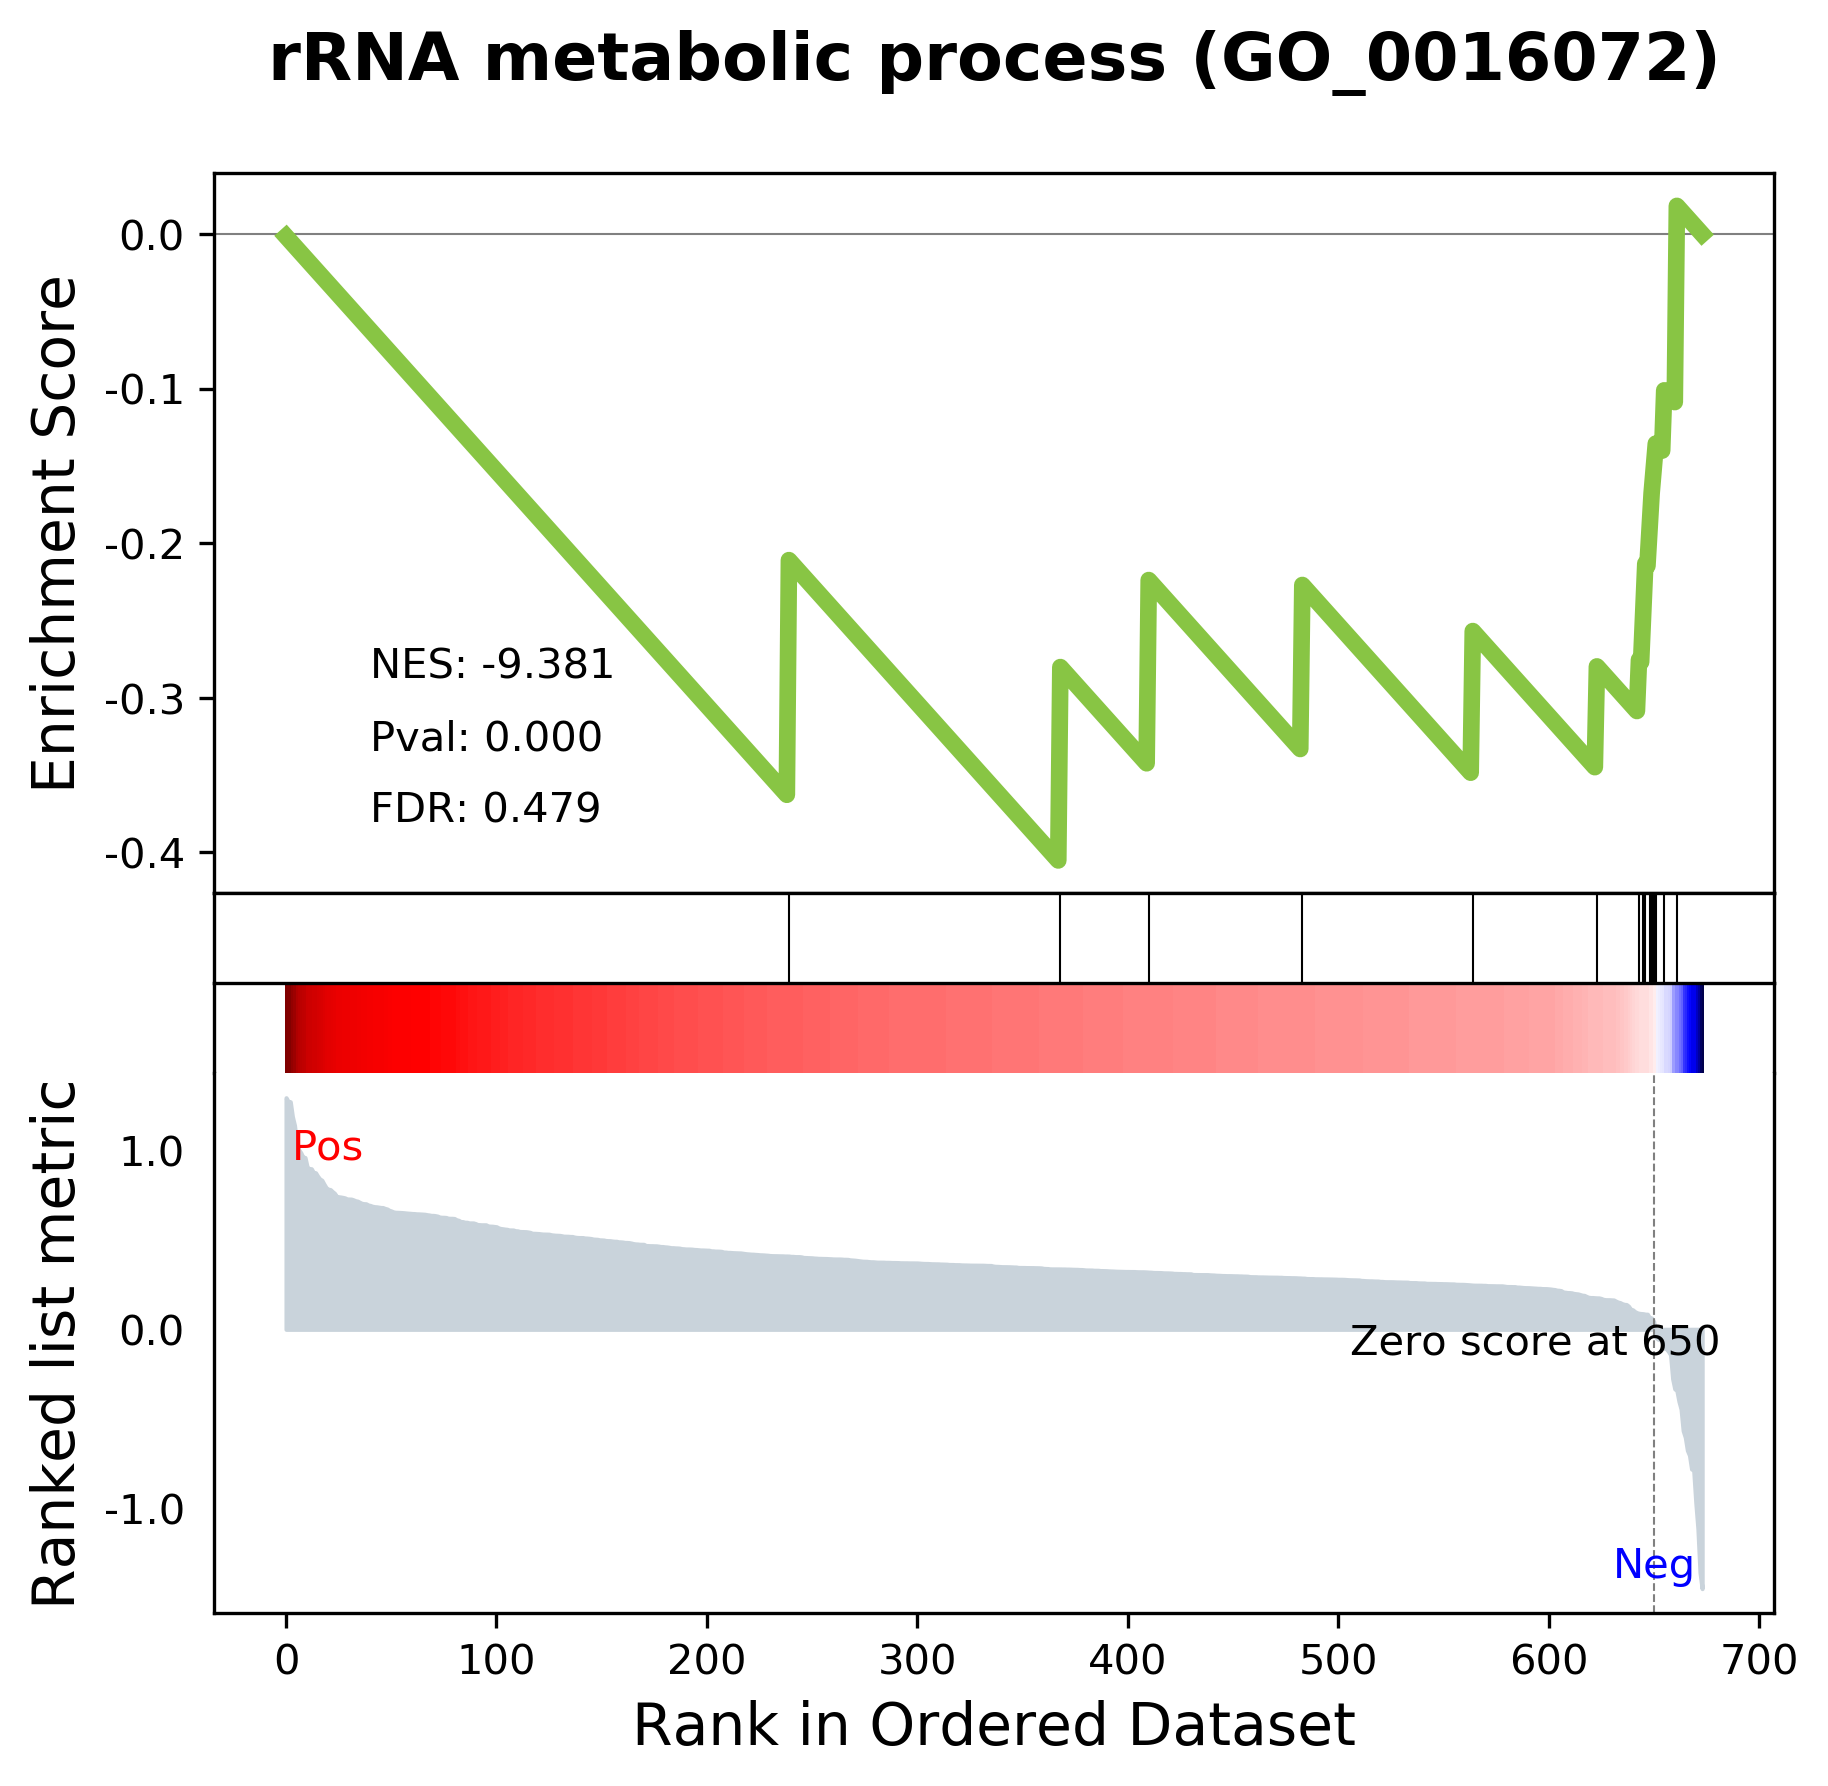 rRNA metabolic process (GO_0016072)
Enrichment Score
0.0
-0.1
-0.2
-0.3
-0.4
NES: -9.381
Pval: 0.000
FDR: 0.479
Ranked list metric
1.0
0.0
-1.0
Pos
Zero score at 650
Neg
0 100 200 300 400 500 600 700
Rank in Ordered Dataset